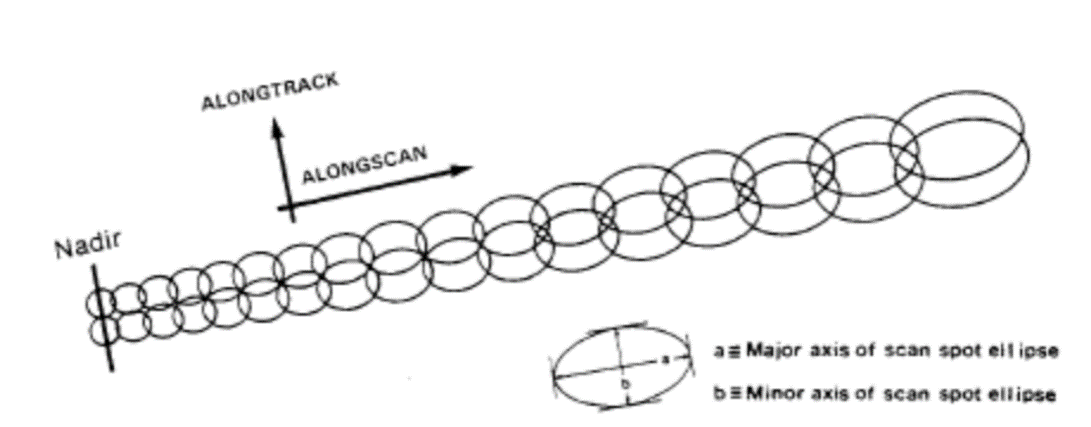 ALONGTRACK
ALONGSCAN
Nadir
a
b
a≡Major axis of scan spot ellipse
b≡Minor axis of scan spot ellipse